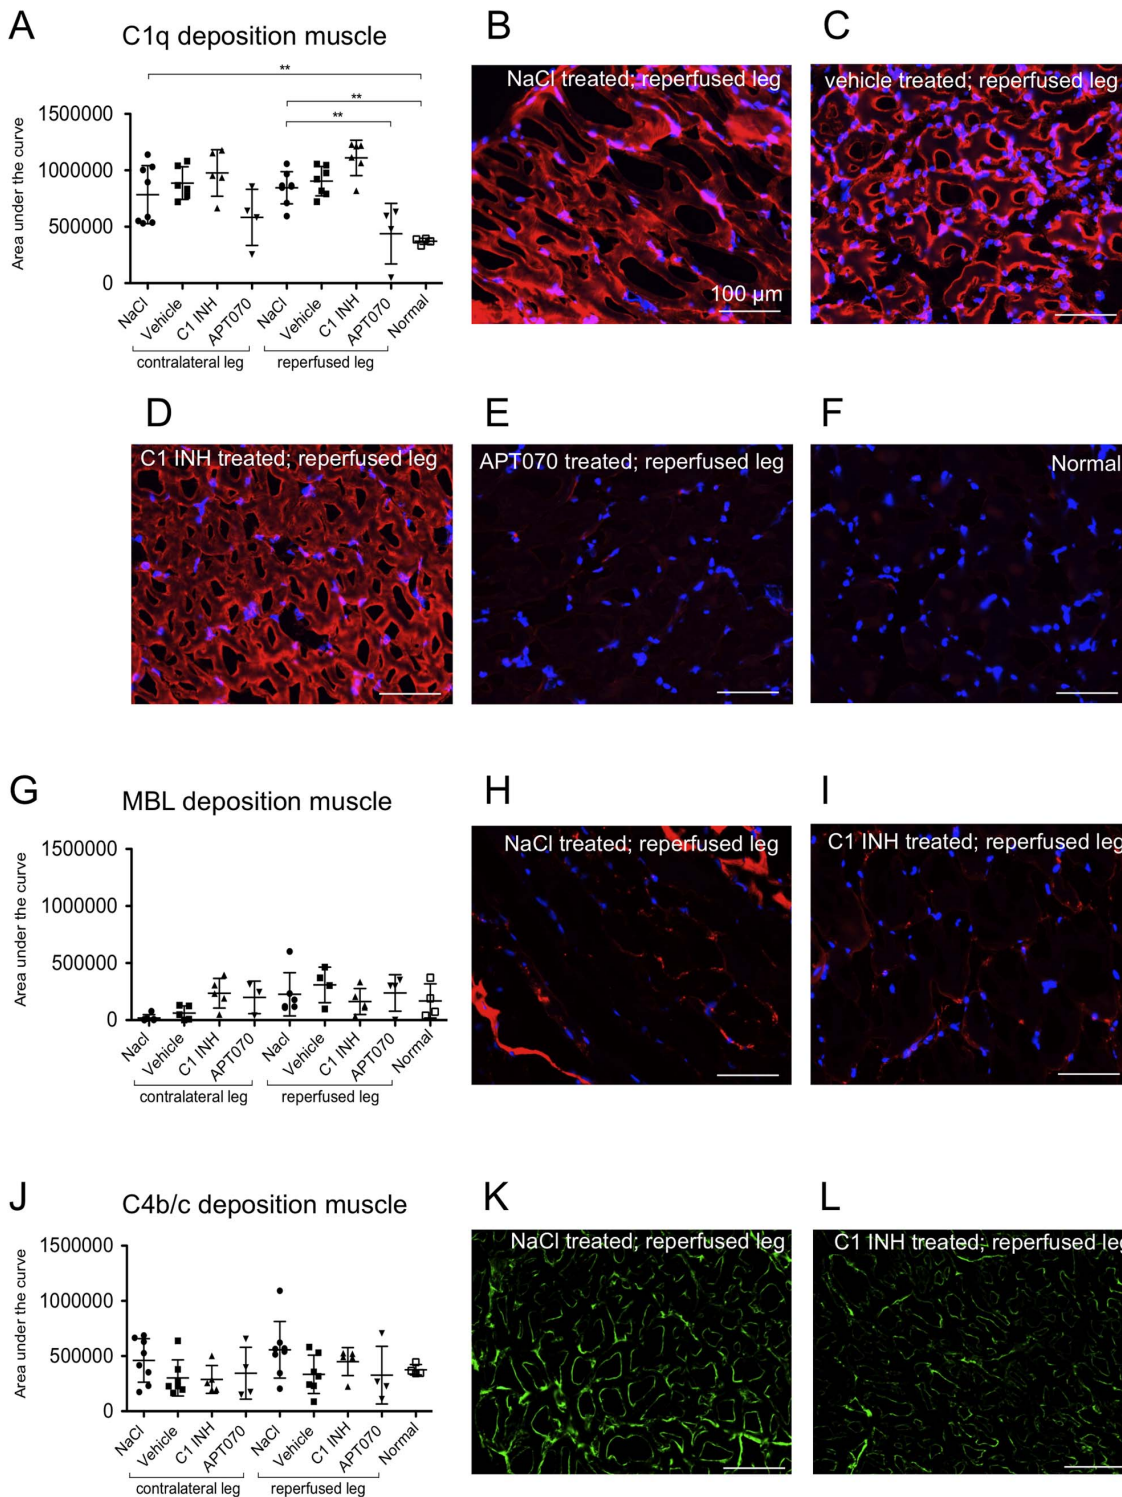 A
C1q deposition muscle
**
**
**
Area under the curve
1500000
1000000
500000
0
NaCl
Vehicle
C1 INH
APT070
NaCl
Vehicle
C1 INH
APT070
Normal
contralateral leg
reperfused leg
B
NaCl treated; reperfused leg
100 µm
C
vehicle treated; reperfused leg
D
C1 INH treated; reperfused leg
E
APT070 treated; reperfused leg
F
Normal
G
MBL deposition muscle
Area under the curve
1500000
1000000
500000
0
NaCl
Vehicle
C1 INH
APT070
NaCl
Vehicle
C1 INH
APT070
Normal
contralateral leg
reperfused leg
H
NaCl treated; reperfused leg
I
C1 INH treated; reperfused leg
J
C4b/c deposition muscle
Area under the curve
1500000
1000000
500000
0
NaCl
Vehicle
C1 INH
APT070
NaCl
Vehicle
C1 INH
APT070
Normal
contralateral leg
reperfused leg
K
NaCl treated; reperfused leg
L
C1 INH treated; reperfused leg